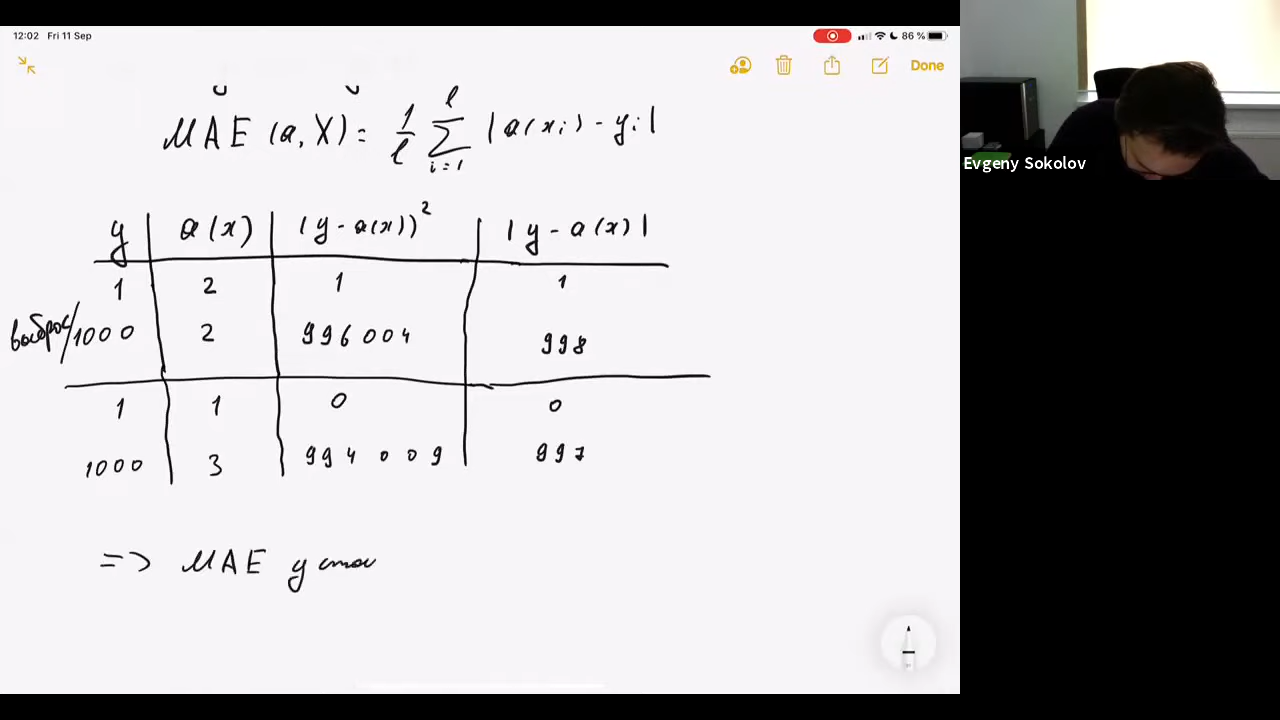 12:02 Fri 11 Sep 86 %
Done
MAE (a, X) = 1/ℓ ℓ∑i=1 |a(xi) - yi|
Evgeny Sokolov
y a(x) (y - a(x))² |y - a(x)|
1 2 1 1
выброс/1000 2 996004 998
1 1 0 0
1000 3 994009 997
=> MAE устой